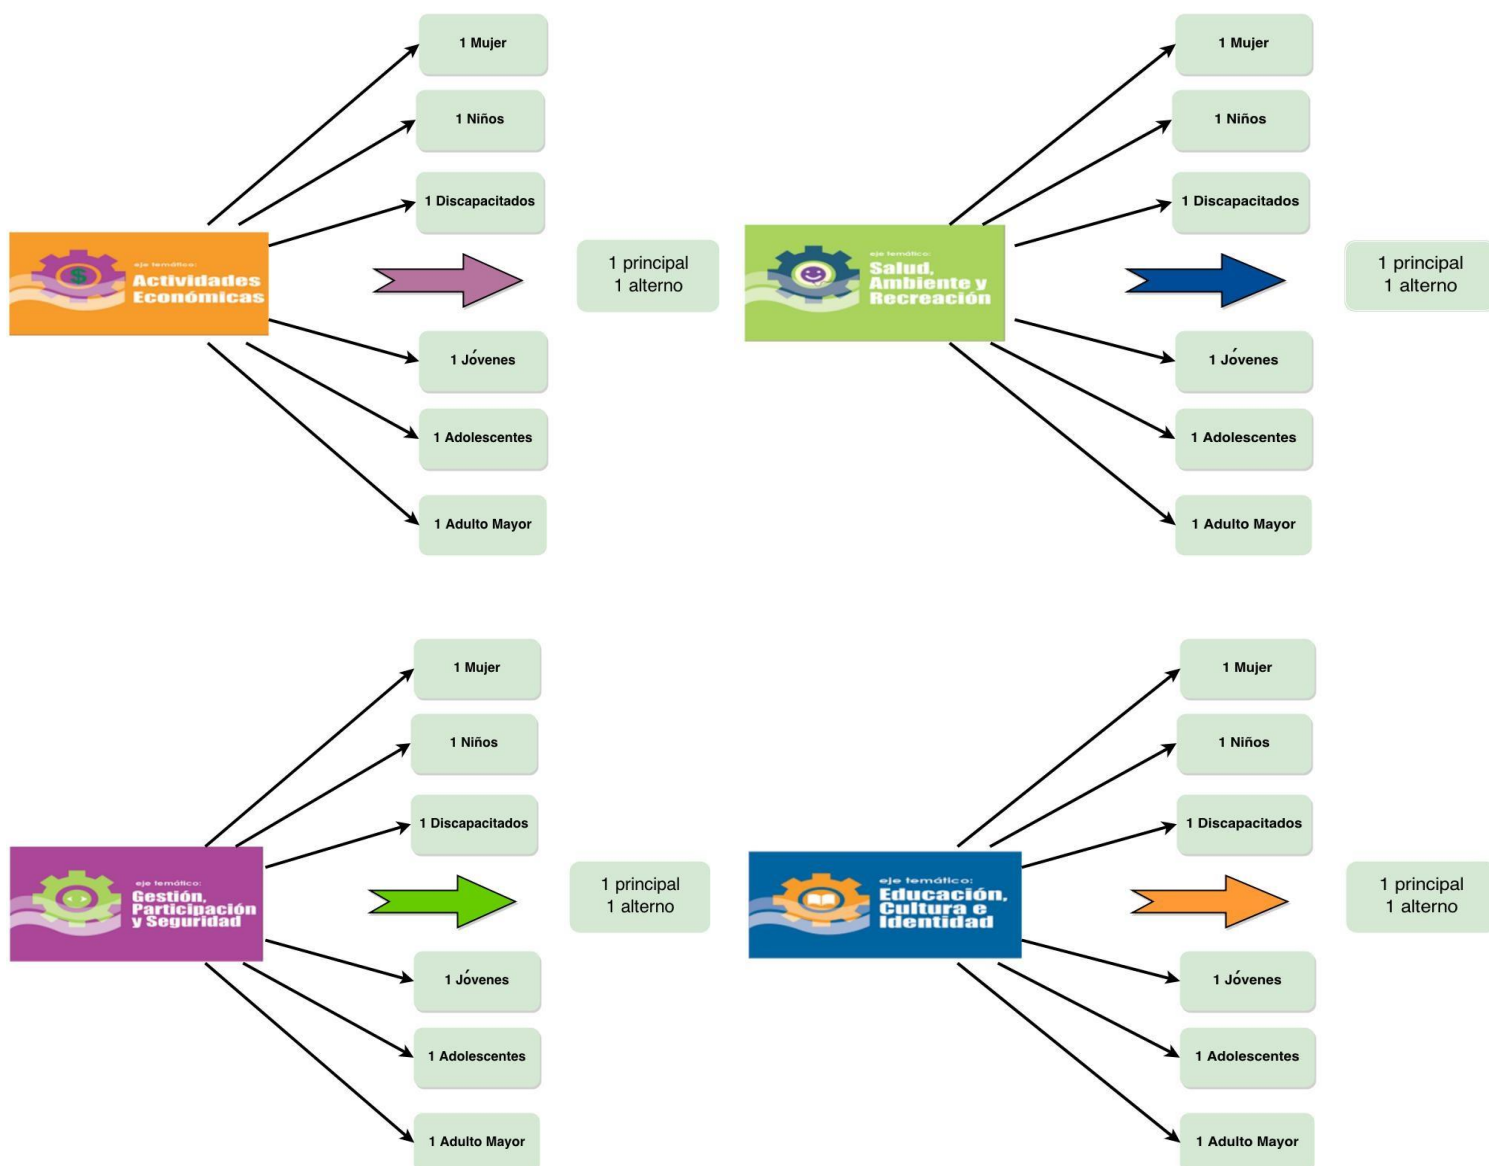 1 Mujer
1 Niños
1 Discapacitados
eje temático:
Actividades
Económicas
1 principal
1 alterno
1 Jóvenes
1 Adolescentes
1 Adulto Mayor
1 Mujer
1 Niños
1 Discapacitados
eje temático:
Salud,
Ambiente y
Recreación
1 principal
1 alterno
1 Jóvenes
1 Adolescentes
1 Adulto Mayor
1 Mujer
1 Niños
1 Discapacitados
eje temático:
Gestión,
Participación
y Seguridad
1 principal
1 alterno
1 Jóvenes
1 Adolescentes
1 Adulto Mayor
1 Mujer
1 Niños
1 Discapacitados
eje temático:
Educación,
Cultura e
Identidad
1 principal
1 alterno
1 Jóvenes
1 Adolescentes
1 Adulto Mayor